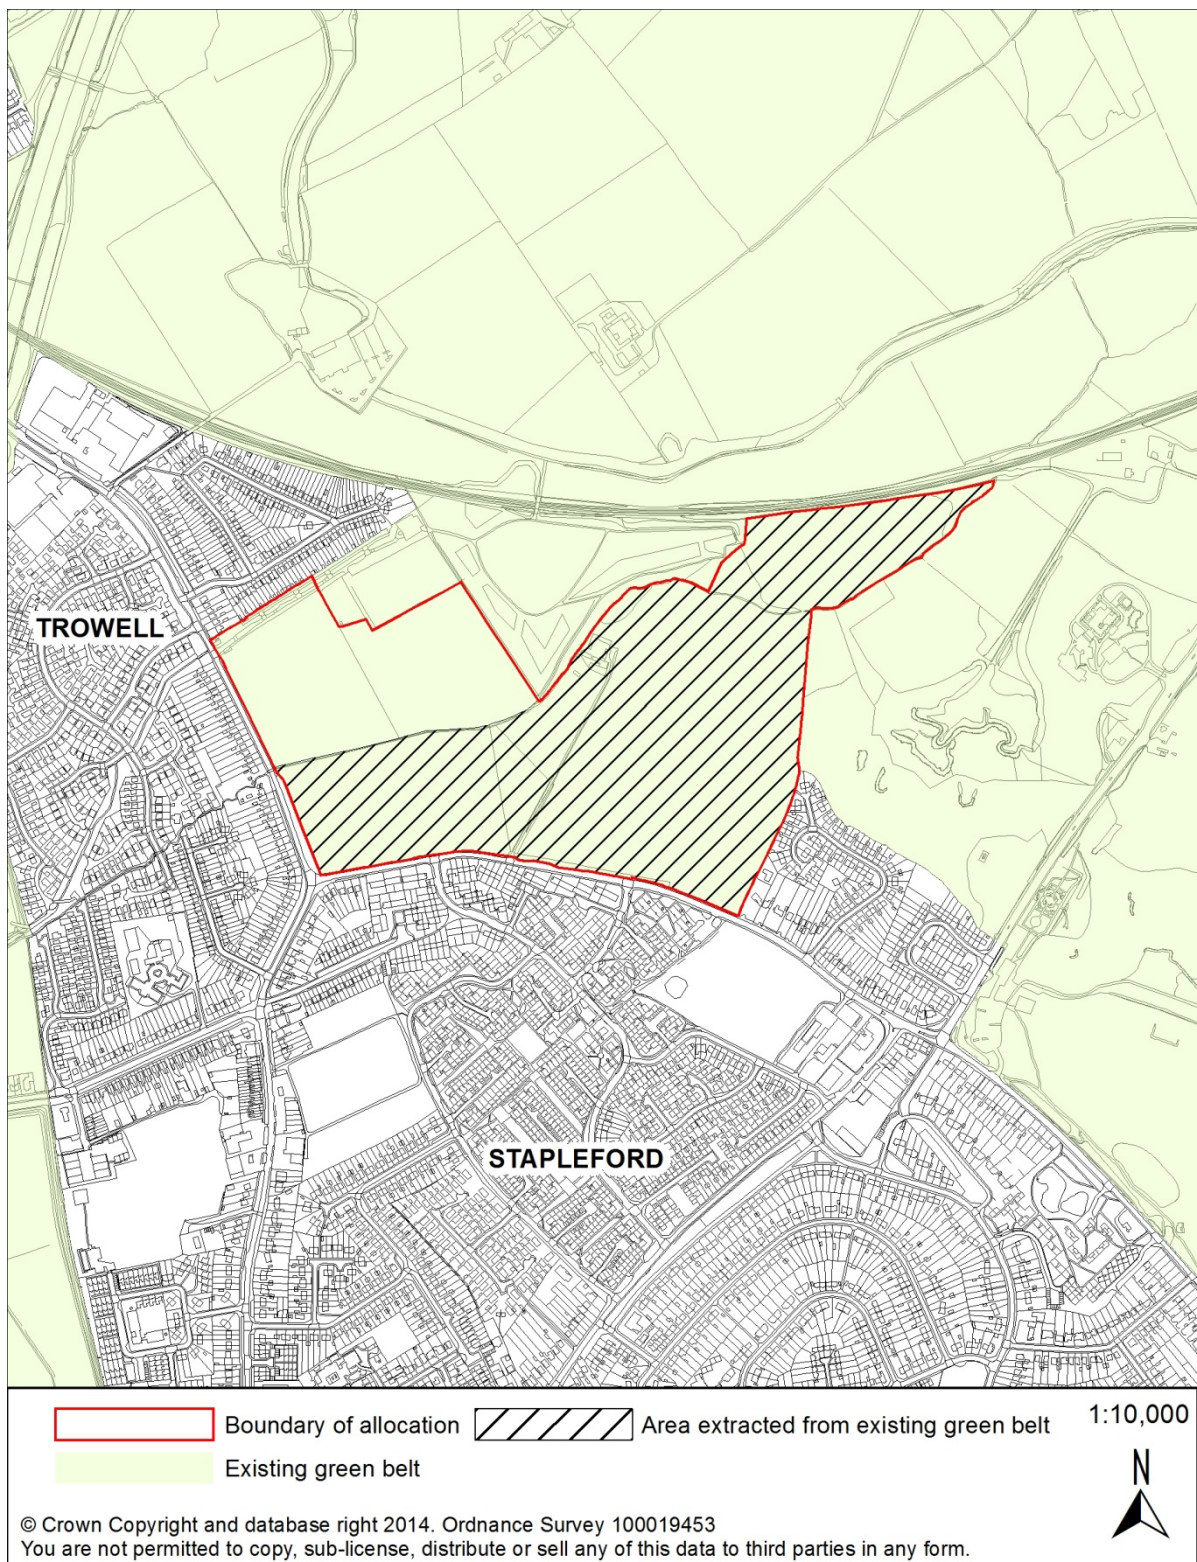 TROWELL
STAPLEFORD
Boundary of allocation
Area extracted from existing green belt
1:10,000
Existing green belt
N
© Crown Copyright and database right 2014. Ordnance Survey 100019453
You are not permitted to copy, sub-license, distribute or sell any of this data to third parties in any form.